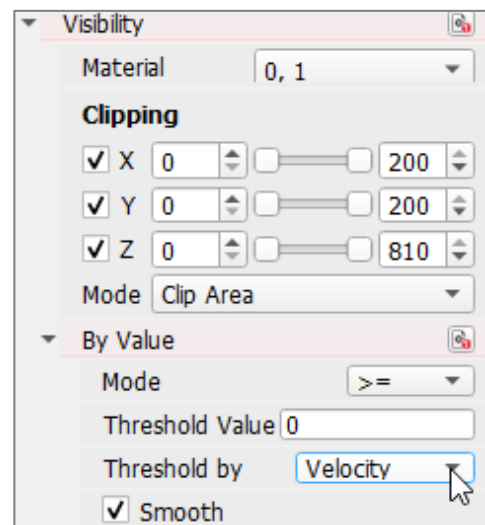 Visibility
Material 0, 1
Clipping
X 0 200
Y 0 200
Z 0 810
Mode Clip Area
By Value
Mode >=
Threshold Value 0
Threshold by Velocity
Smooth